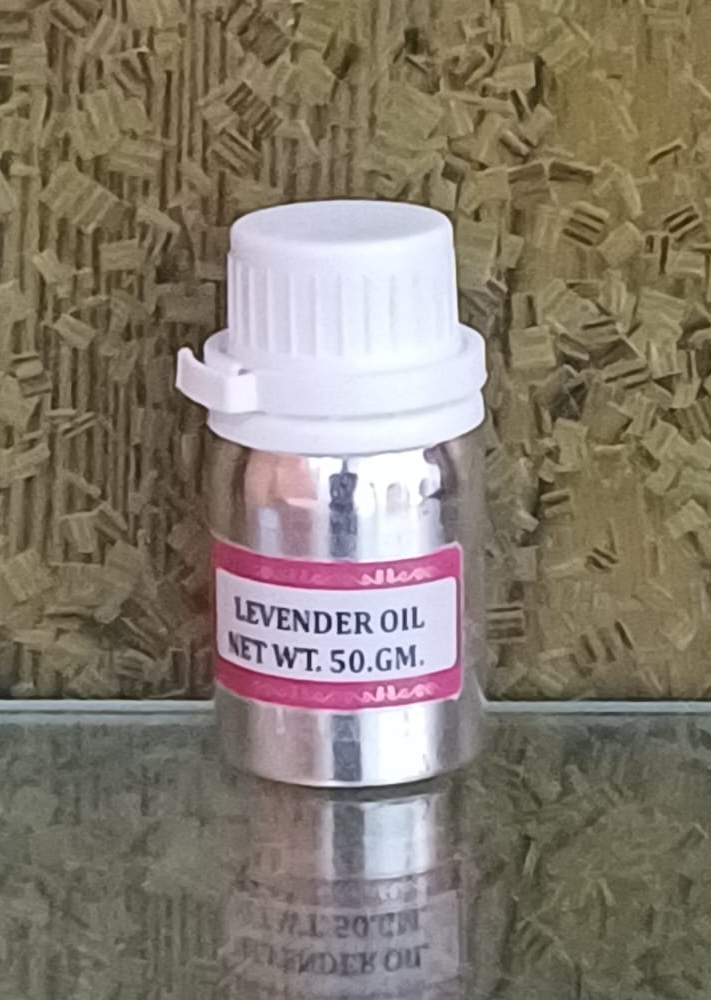 LEVENDER OIL
NET WT. 50.GM.